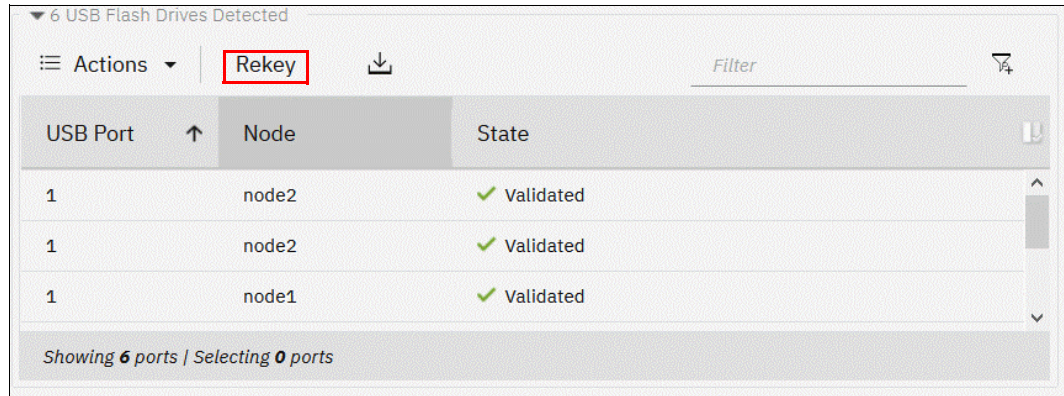 6 USB Flash Drives Detected
Actions Rekey Filter
USB Port Node State
1 node2 Validated
1 node2 Validated
1 node1 Validated
Showing 6 ports | Selecting 0 ports